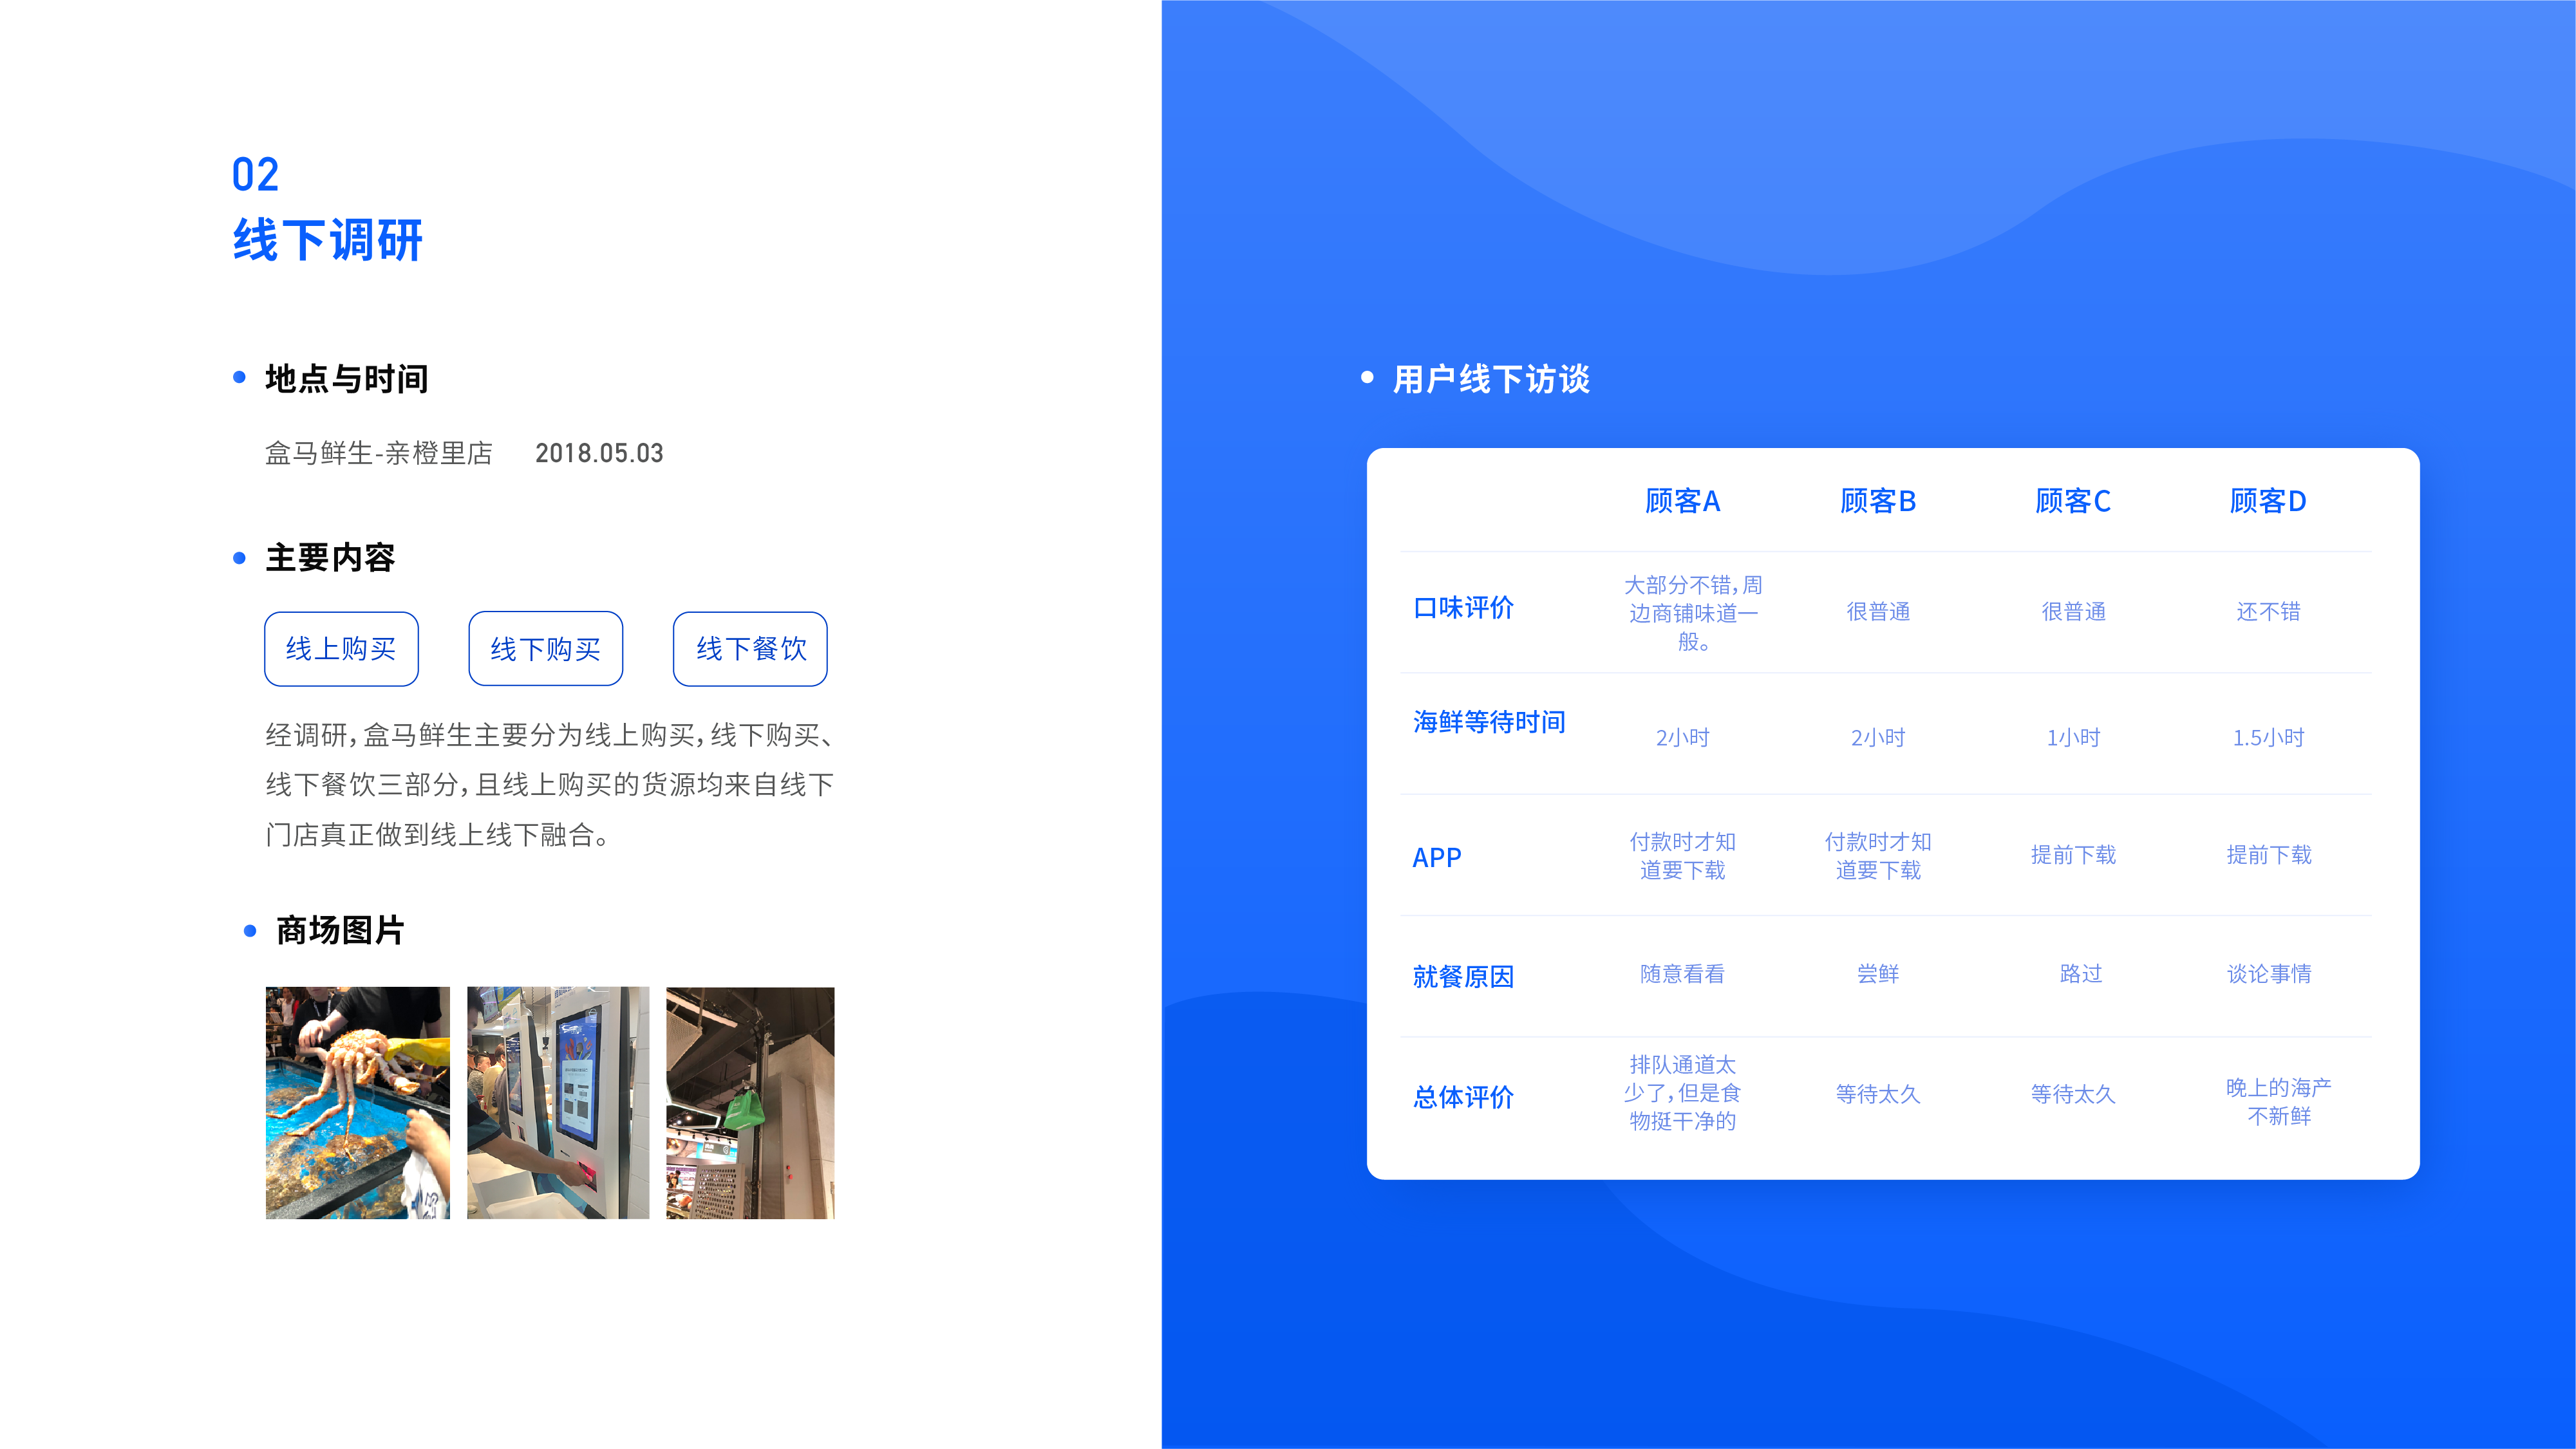 02
线下调研
地点与时间
盒马鲜生-亲橙里店 2018.05.03
主要内容
线上购买 线下购买 线下餐饮
经调研，盒马鲜生主要分为线上购买，线下购买、
线下餐饮三部分，且线上购买的货源均来自线下
门店真正做到线上线下融合。
商场图片
用户线下访谈
顾客A 顾客B 顾客C 顾客D
口味评价
大部分不错，周
边商铺味道一
般。
很普通
很普通
还不错
海鲜等待时间
2小时 2小时 1小时 1.5小时
APP
付款时才知
道要下载
付款时才知
道要下载
提前下载
提前下载
就餐原因 随意看看 尝鲜 路过 谈论事情
总体评价
排队通道太
少了，但是食
物挺干净的
等待太久
等待太久
晚上的海产
不新鲜